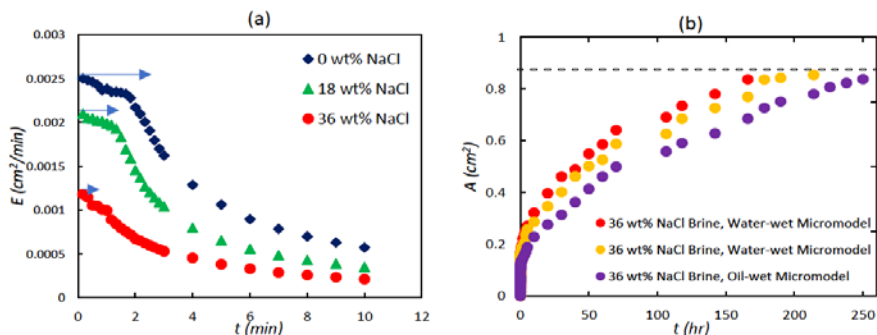 (a)
0.003
0.0025
0.002
0.0015
0.001
0.0005
0
E (cm²/min)
0 wt% NaCl
18 wt% NaCl
36 wt% NaCl
0 2 4 6 8 10 12
t (min)
(b)
1
0.8
0.6
0.4
0.2
0
A (cm²)
36 wt% NaCl Brine, Water-wet Micromodel
36 wt% NaCl Brine, Water-wet Micromodel
36 wt% NaCl Brine, Oil-wet Micromodel
0 50 100 150 200 250
t (hr)